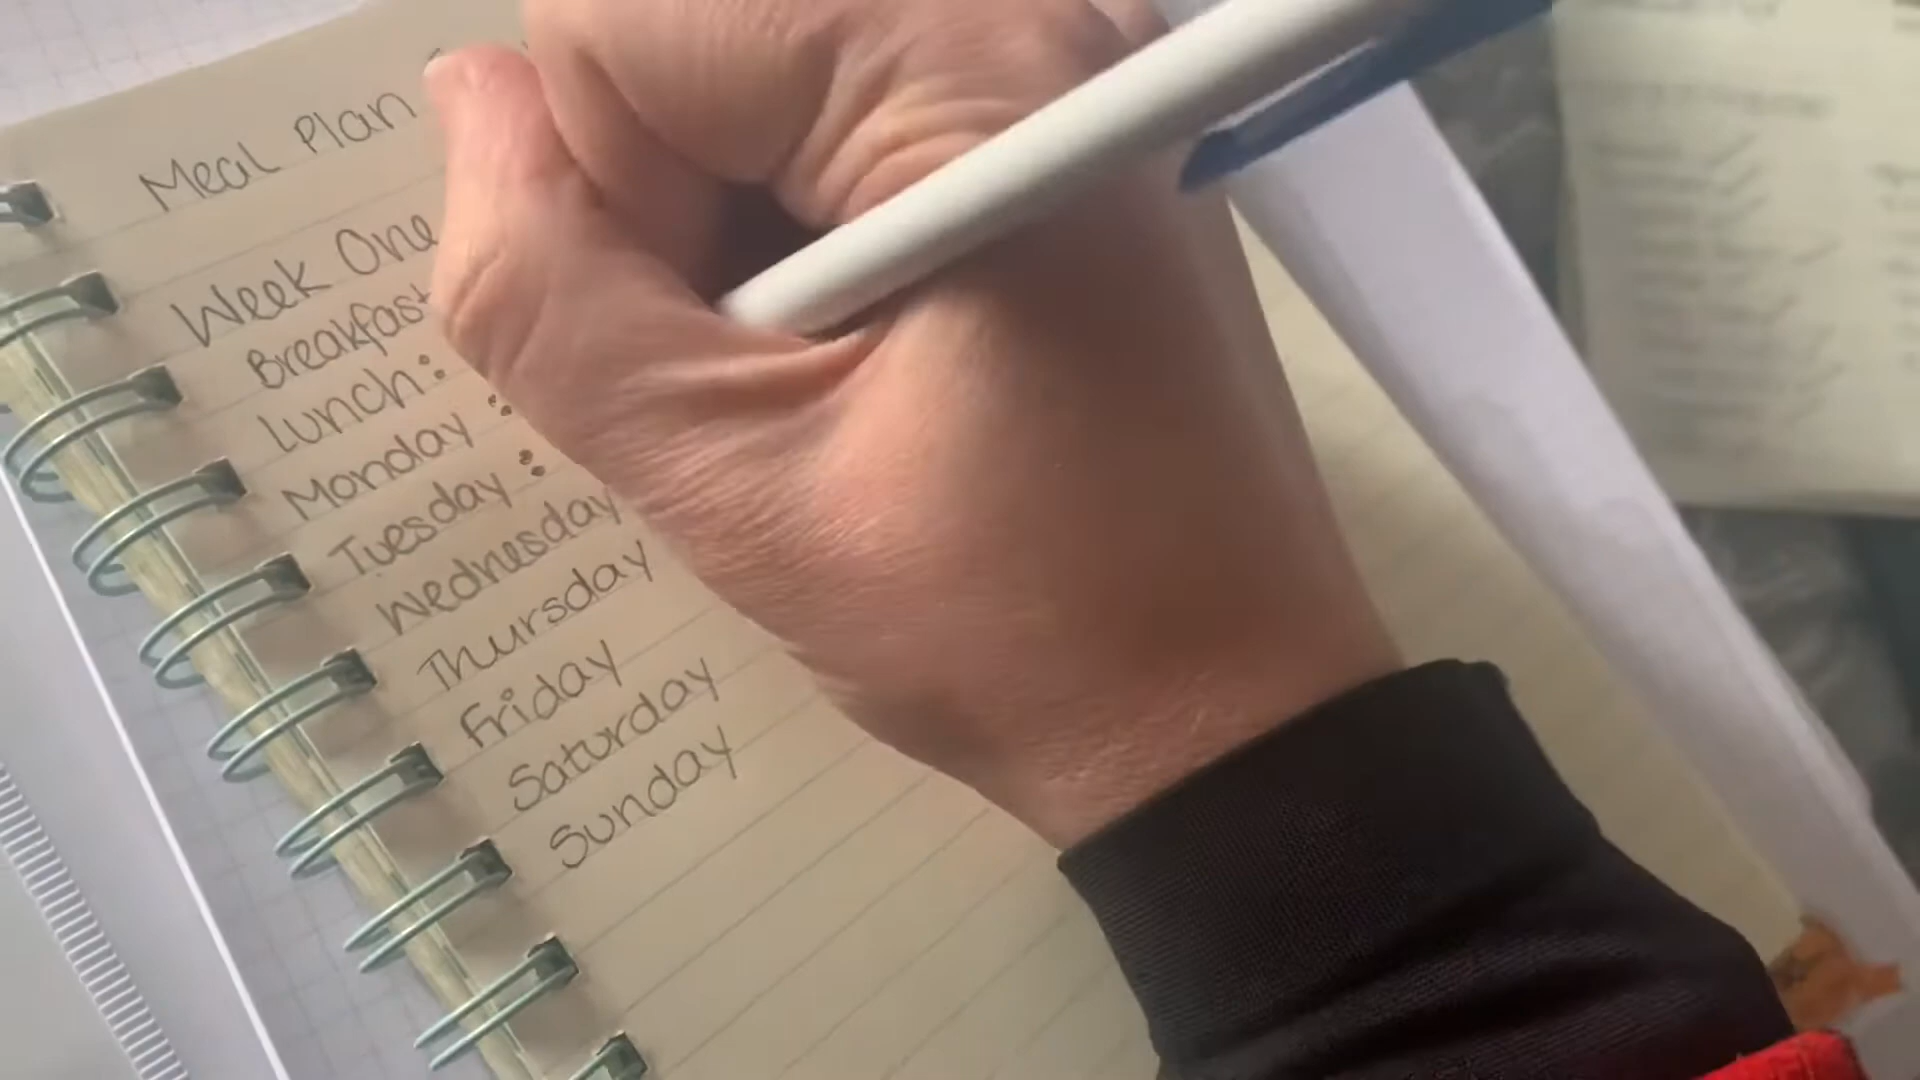 Meal Plan
Week One
Breakfast
Lunch:
Monday:
Tuesday:
Wednesday
Thursday
Friday
Saturday
Sunday